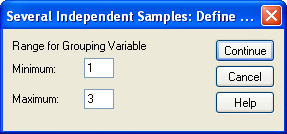 Several Independent Samples: Define ...
Range for Grouping Variable
Minimum: 1
Maximum: 3
Continue
Cancel
Help